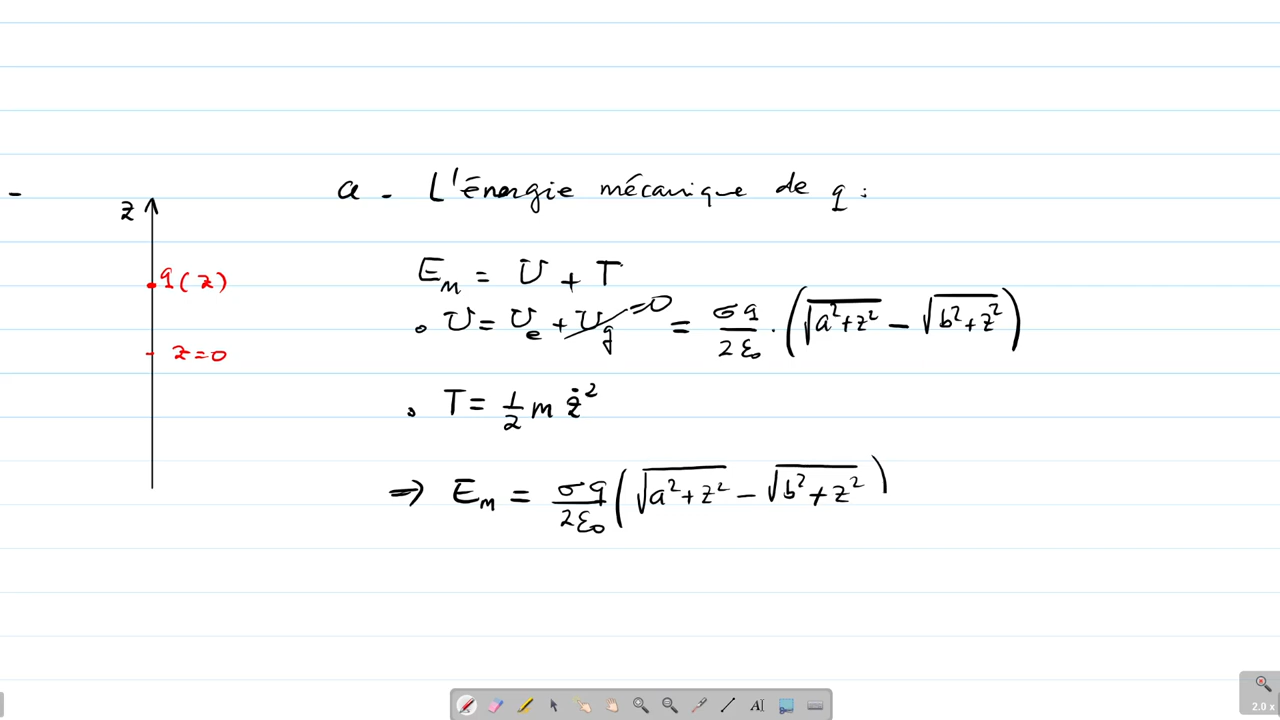 a - L'énergie mécanique de q :
z
q(z)
z=0
E_m = U + T
• U = U_e + U_g =0 = σq/2ε₀ · (√(a²+z²) - √(b²+z²))
• T = 1/2 m ż²
⇒ E_m = σq/2ε₀ (√(a²+z²) - √(b²+z²))
2.0 x